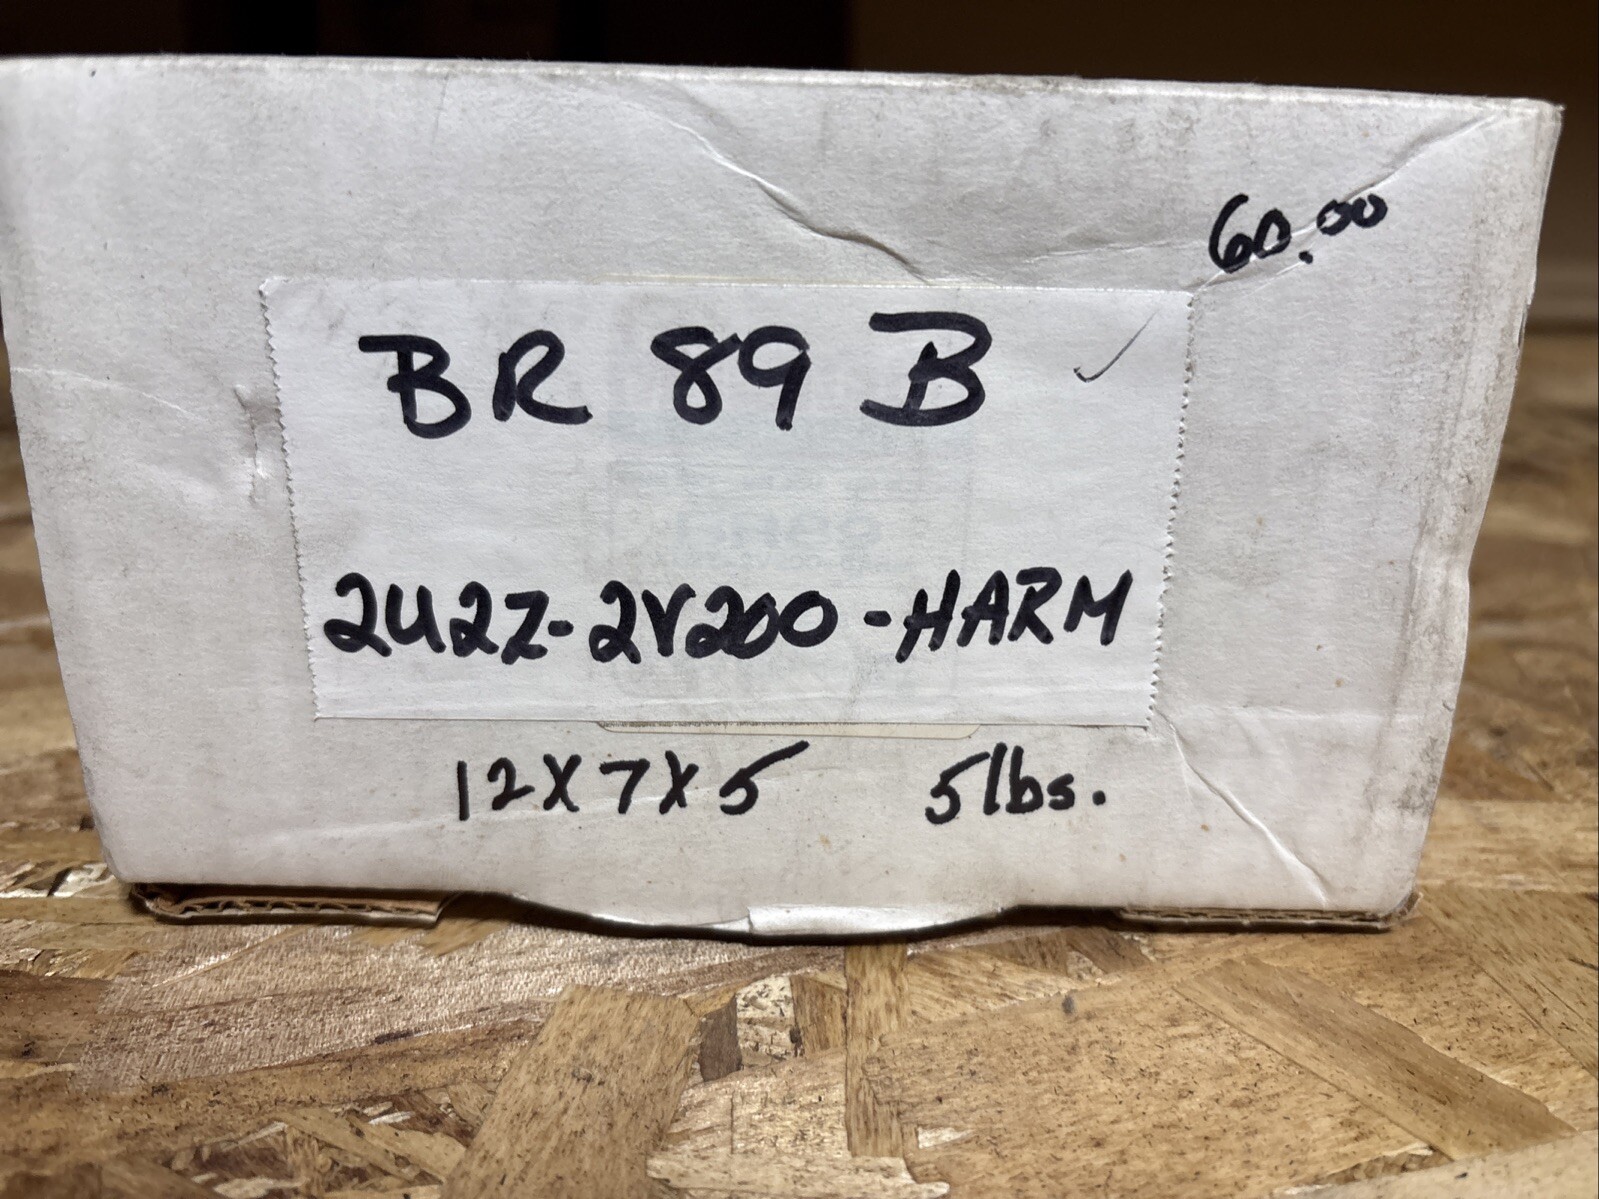 60.00
BR 89 B ✓
2U2Z-2V200-HARM
12X7X5 5lbs.